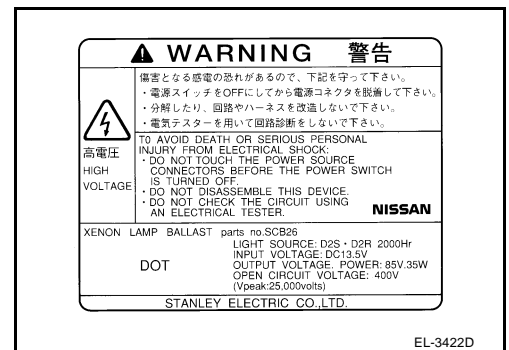 WARNING 警告
傷害となる感電の恐れがあるので、下記を守って下さい。
・電源スイッチをOFFにしてから電源コネクタを脱着して下さい。
・分解したり、回路やハーネスを改造しないで下さい。
・電気テスターを用いて回路診断をしないで下さい。
高電圧
HIGH
VOLTAGE
TO AVOID DEATH OR SERIOUS PERSONAL
INJURY FROM ELECTRICAL SHOCK:
・DO NOT TOUCH THE POWER SOURCE
CONNECTORS BEFORE THE POWER SWITCH
IS TURNED OFF.
・DO NOT DISASSEMBLE THIS DEVICE.
・DO NOT CHECK THE CIRCUIT USING
AN ELECTRICAL TESTER.
NISSAN
XENON LAMP BALLAST parts no.SCB26
DOT
LIGHT SOURCE: D2S・D2R 2000Hr
INPUT VOLTAGE: DC13.5V
OUTPUT VOLTAGE. POWER: 85V.35W
OPEN CIRCUIT VOLTAGE: 400V
(Vpeak:25,000volts)
STANLEY ELECTRIC CO.,LTD.
EL-3422D